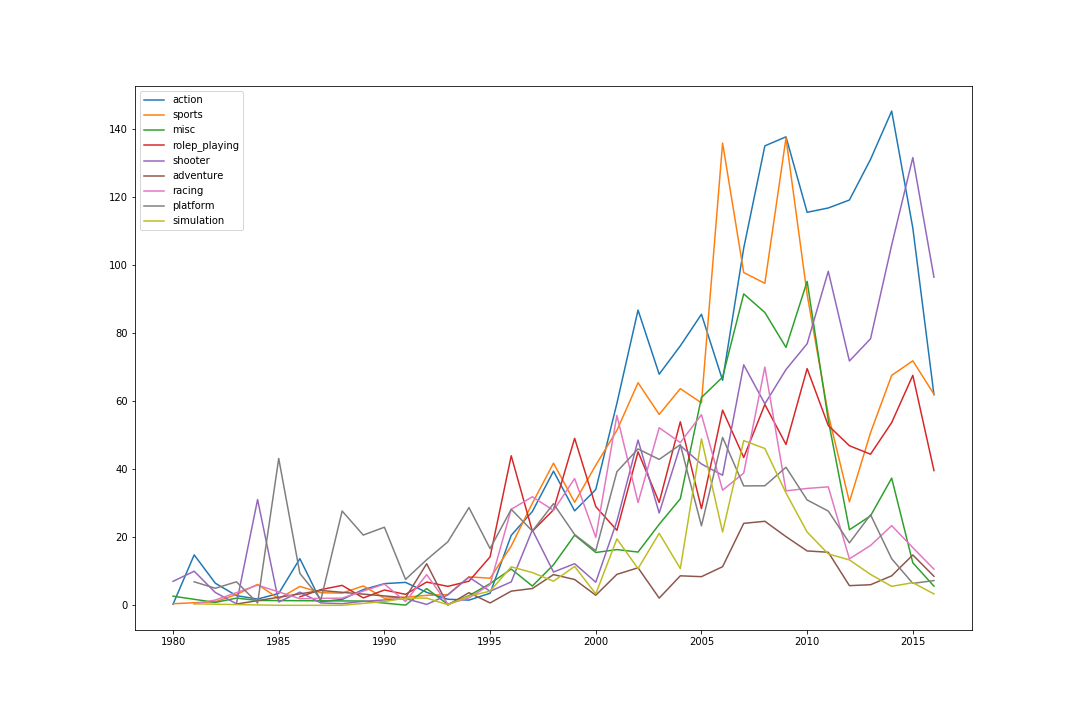 action
sports
misc
rolep_playing
shooter
adventure
racing
platform
simulation
140
120
100
80
60
40
20
0
1980 1985 1990 1995 2000 2005 2010 2015